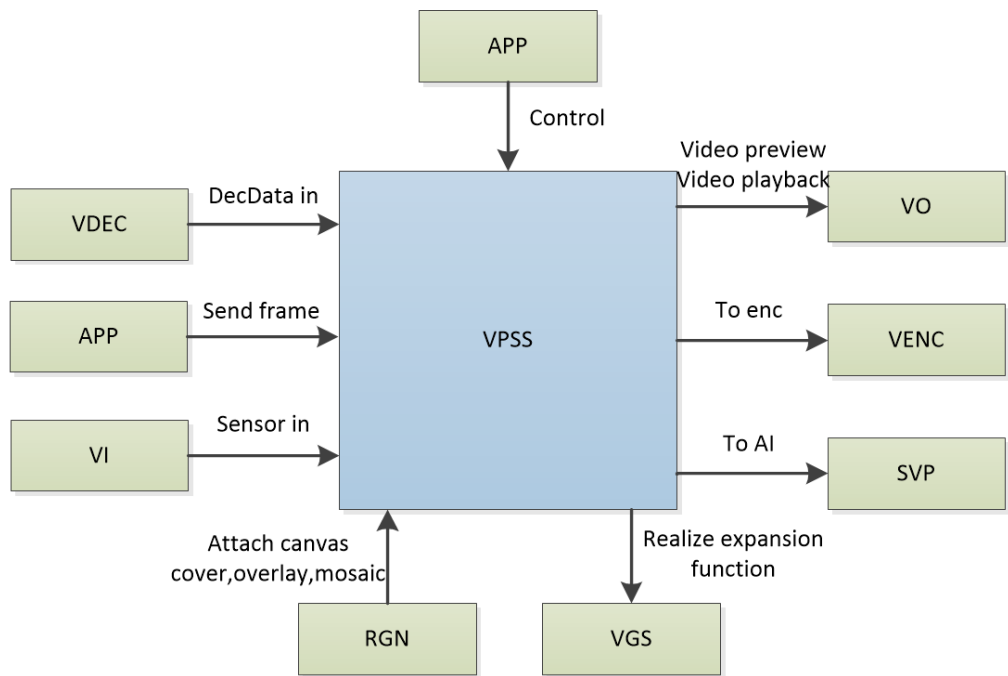 APP
Control
Video preview
Video playback
DecData in
VDEC
VO
Send frame
APP
VPSS
To enc
VENC
Sensor in
VI
To AI
SVP
Attach canvas
cover,overlay,mosaic
Realize expansion
function
RGN
VGS